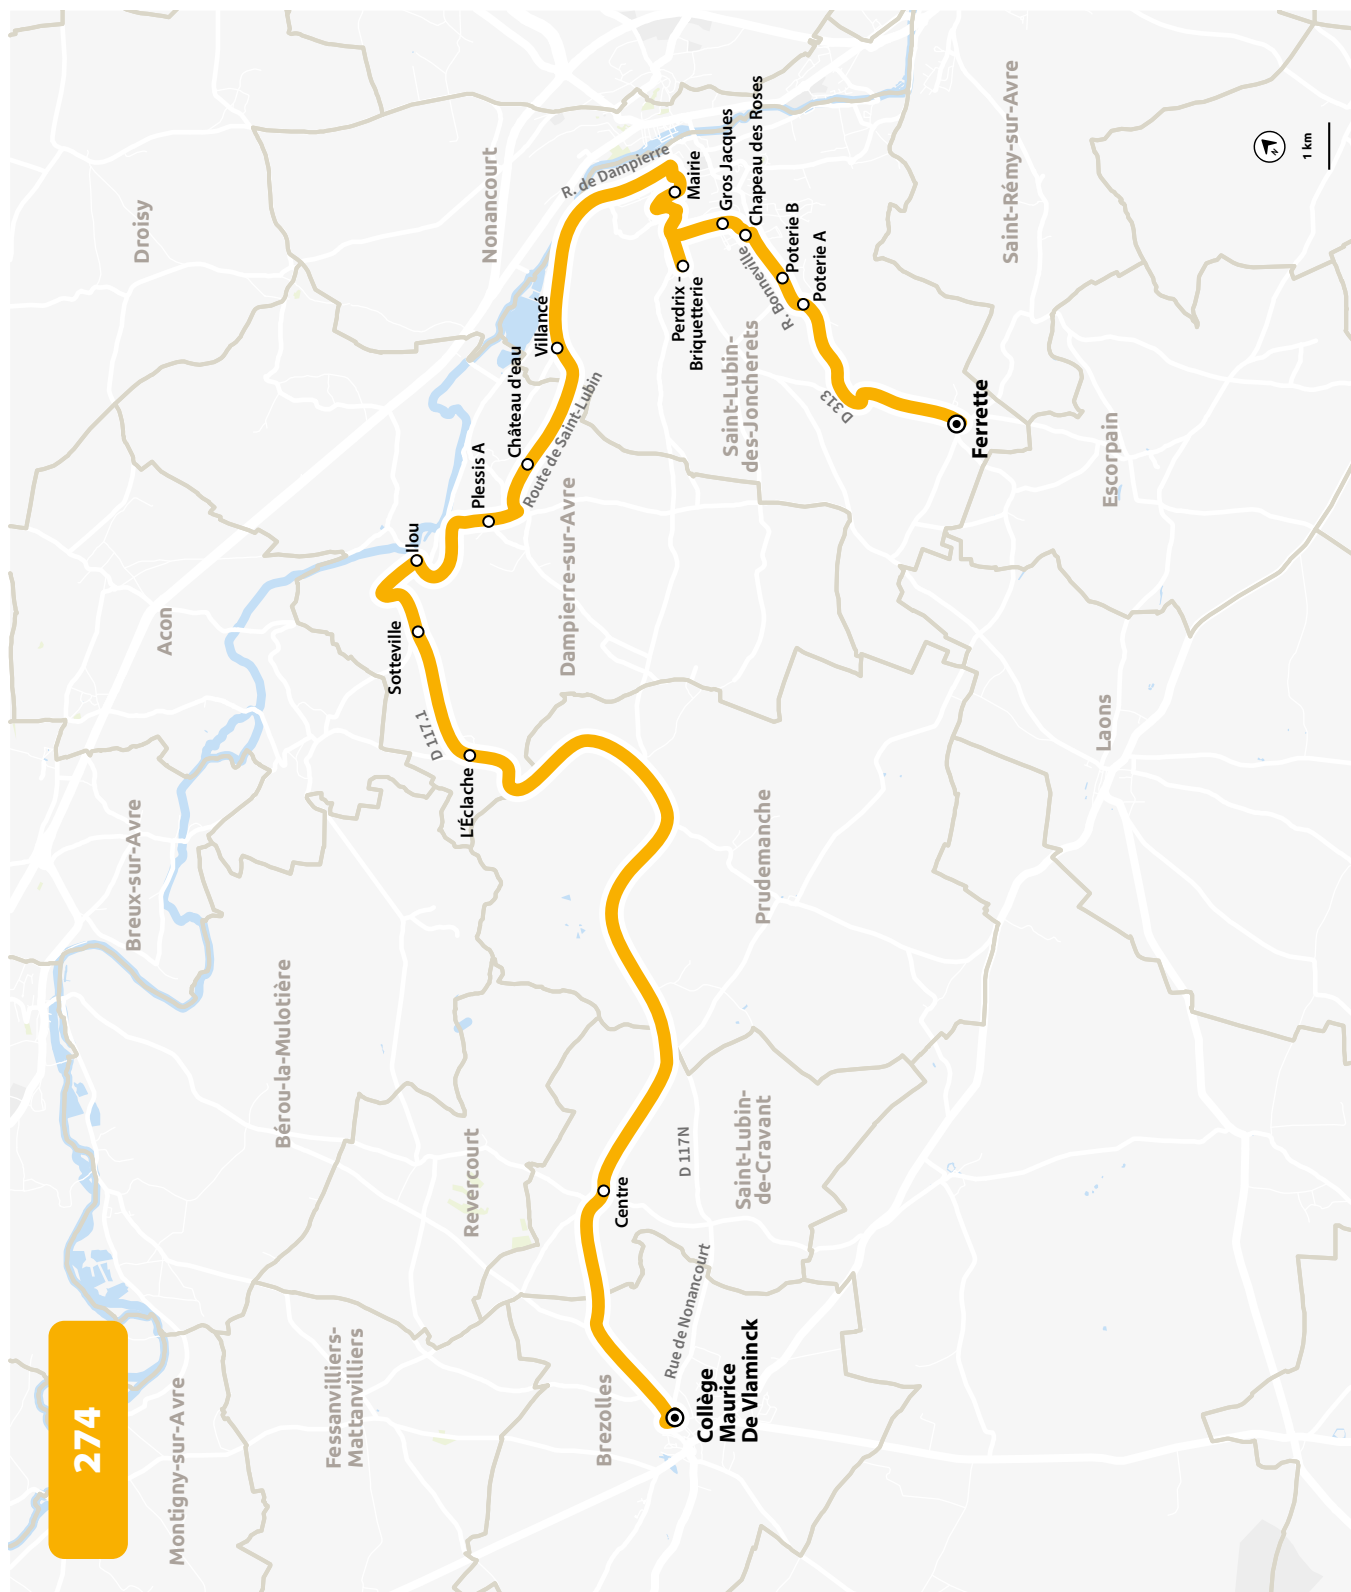 274
Montigny-sur-Avre
Fessanvilliers-
Mattanvilliers
Brezolles
Collège
Maurice
De Vlaminck
Rue de Nonancourt
Centre
D 117N
Saint-Lubin-
de-Cravant
Revercourt
Bérou-la-Mulotière
Breux-sur-Avre
Prudemanche
L'Éclache
D 117.1
Sotteville
Acon
Ilou
Plessis A
Château d'eau
Route de Saint-Lubin
Dampierre-sur-Avre
Villancé
R. de Dampierre
Droisy
Nonancourt
Mairie
Perdrix -
Briquetterie
Gros Jacques
Chapeau des Roses
R. Bonneville
Poterie B
Poterie A
Saint-Lubin-
des-Joncherets
D 313
Ferrette
Saint-Rémy-sur-Avre
Escorpain
Laons
N
1 km